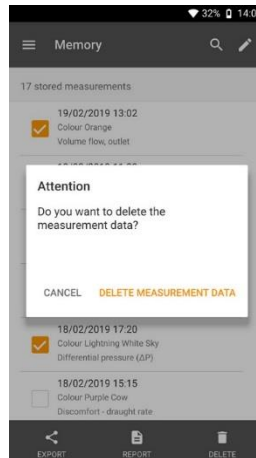 32% 14:0
Memory
17 stored measurements
19/02/2019 13:02
Colour Orange
Volume flow, outlet
Attention
Do you want to delete the
measurement data?
CANCEL DELETE MEASUREMENT DATA
18/02/2019 17:20
Colour Lightning White Sky
Differential pressure (ΔP)
18/02/2019 15:15
Colour Purple Cow
Discomfort - draught rate
EXPORT REPORT DELETE